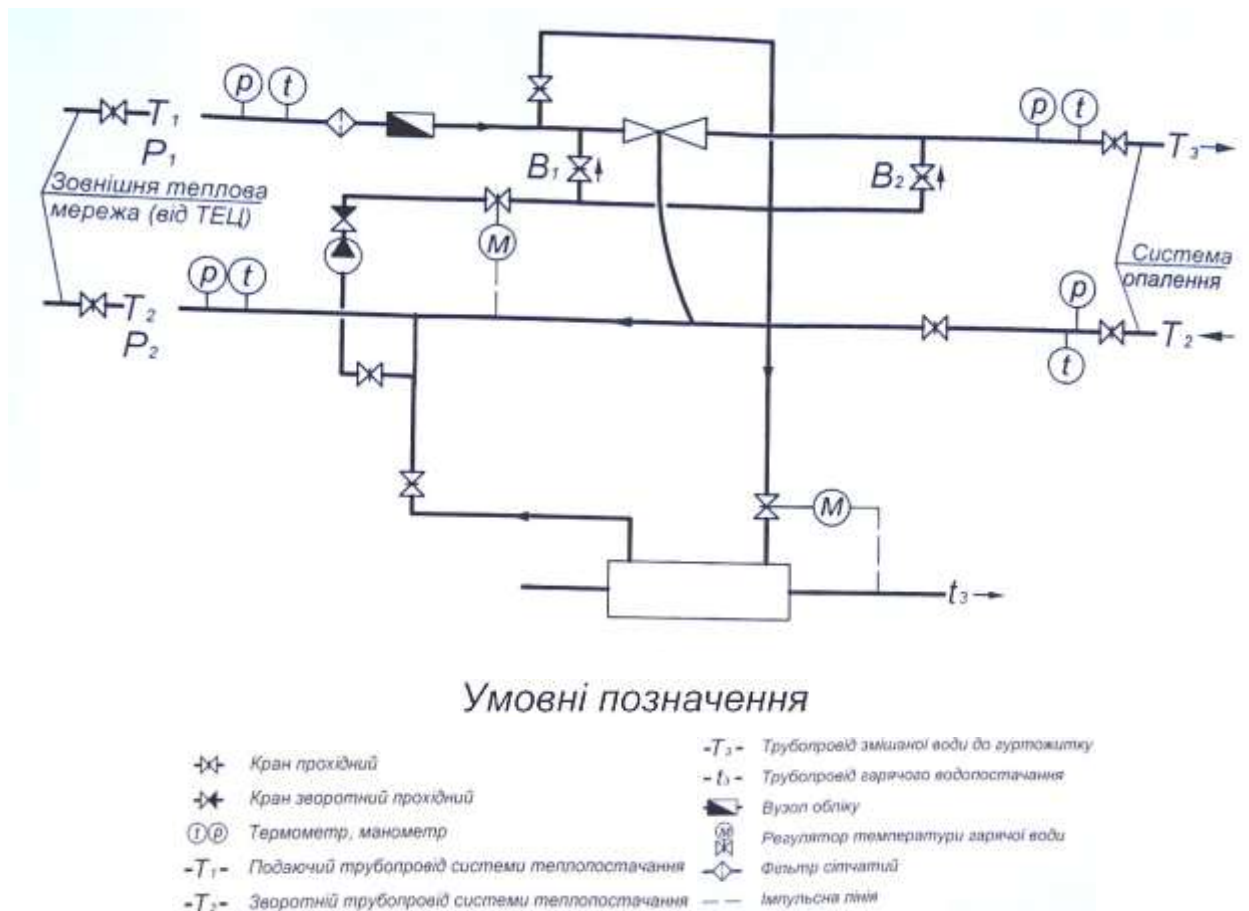 p t
p t
T₁
P₁
B₁
B₂
T₃
Зовнішня теплова
мережа (від ТЕЦ)
M
Система
опалення
p t
p
T₂
P₂
T₂
t
M
t₃
Умовні позначення
Кран прохідний
Кран зворотний прохідний
t p Термометр, манометр
-T₁- Подаючий трубопровід системи теплопостачання
-T₂- Зворотній трубопровід системи теплопостачання
-T₃- Трубопровід змішаної води до гуртожитку
-t₃- Трубопровід гарячого водопостачання
Вузол обліку
M Регулятор температури гарячої води
Фільтр сітчатий
Імпульсна лінія